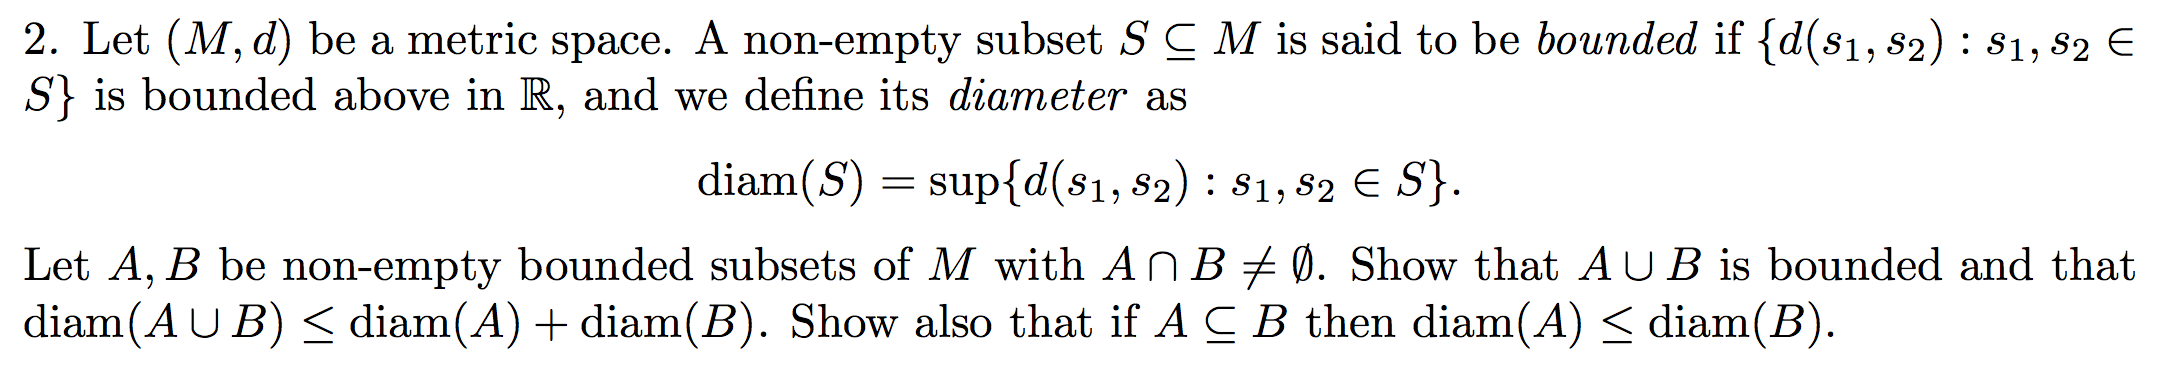 2. Let (M, d) be a metric space. A non-empty subset S ⊆ M is said to be bounded if {d(s₁, s₂) : s₁, s₂ ∈
S} is bounded above in ℝ, and we define its diameter as
diam(S) = sup{d(s₁, s₂) : s₁, s₂ ∈ S}.
Let A, B be non-empty bounded subsets of M with A ∩ B ≠ ∅. Show that A ∪ B is bounded and that
diam(A ∪ B) ≤ diam(A) + diam(B). Show also that if A ⊆ B then diam(A) ≤ diam(B).